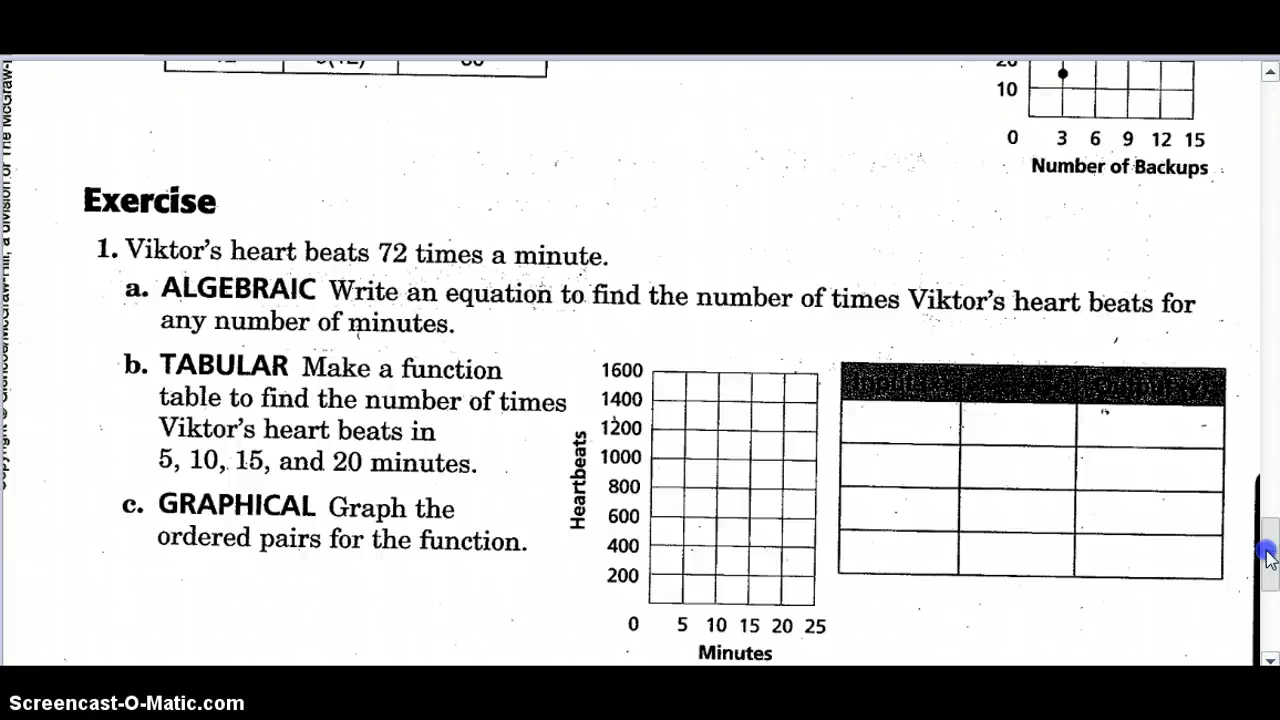 20
10
0 3 6 9 12 15
Number of Backups
Exercise
1. Viktor's heart beats 72 times a minute.
a. ALGEBRAIC Write an equation to find the number of times Viktor's heart beats for
any number of minutes.
b. TABULAR Make a function
table to find the number of times
Viktor's heart beats in
5, 10, 15, and 20 minutes.
c. GRAPHICAL Graph the
ordered pairs for the function.
Heartbeats
1600
1400
1200
1000
800
600
400
200
0 5 10 15 20 25
Minutes
Screencast-O-Matic.com